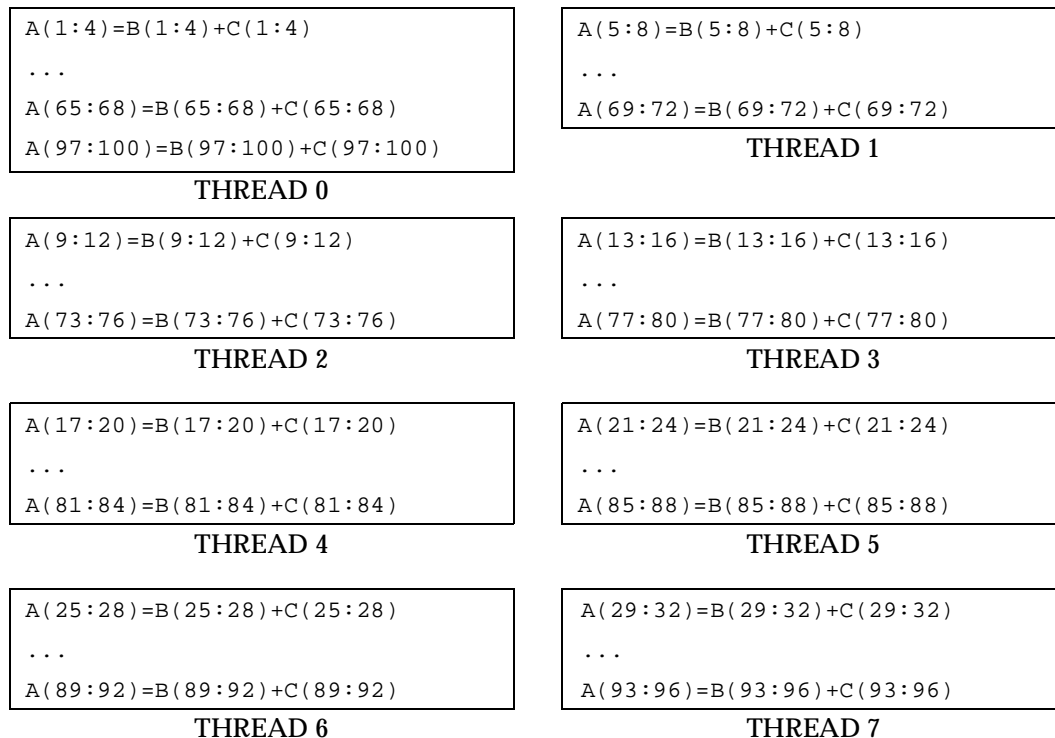 A(1:4)=B(1:4)+C(1:4)
...
A(65:68)=B(65:68)+C(65:68)
A(97:100)=B(97:100)+C(97:100)
THREAD 0
A(5:8)=B(5:8)+C(5:8)
...
A(69:72)=B(69:72)+C(69:72)
THREAD 1
A(9:12)=B(9:12)+C(9:12)
...
A(73:76)=B(73:76)+C(73:76)
THREAD 2
A(13:16)=B(13:16)+C(13:16)
...
A(77:80)=B(77:80)+C(77:80)
THREAD 3
A(17:20)=B(17:20)+C(17:20)
...
A(81:84)=B(81:84)+C(81:84)
THREAD 4
A(21:24)=B(21:24)+C(21:24)
...
A(85:88)=B(85:88)+C(85:88)
THREAD 5
A(25:28)=B(25:28)+C(25:28)
...
A(89:92)=B(89:92)+C(89:92)
THREAD 6
A(29:32)=B(29:32)+C(29:32)
...
A(93:96)=B(93:96)+C(93:96)
THREAD 7